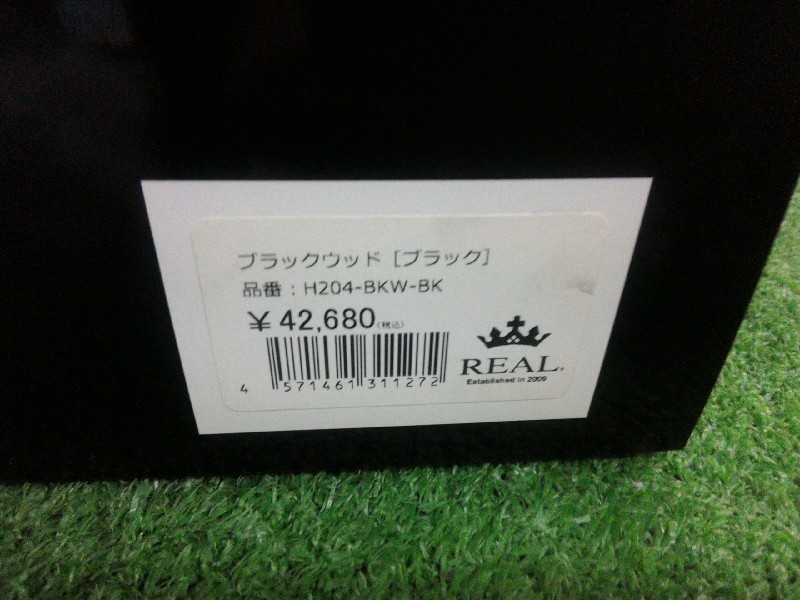 ブラックウッド [ブラック]
品番 : H204-BKW-BK
¥ 42,680(税込)
4 571461 311272
REAL.
Established in 2009